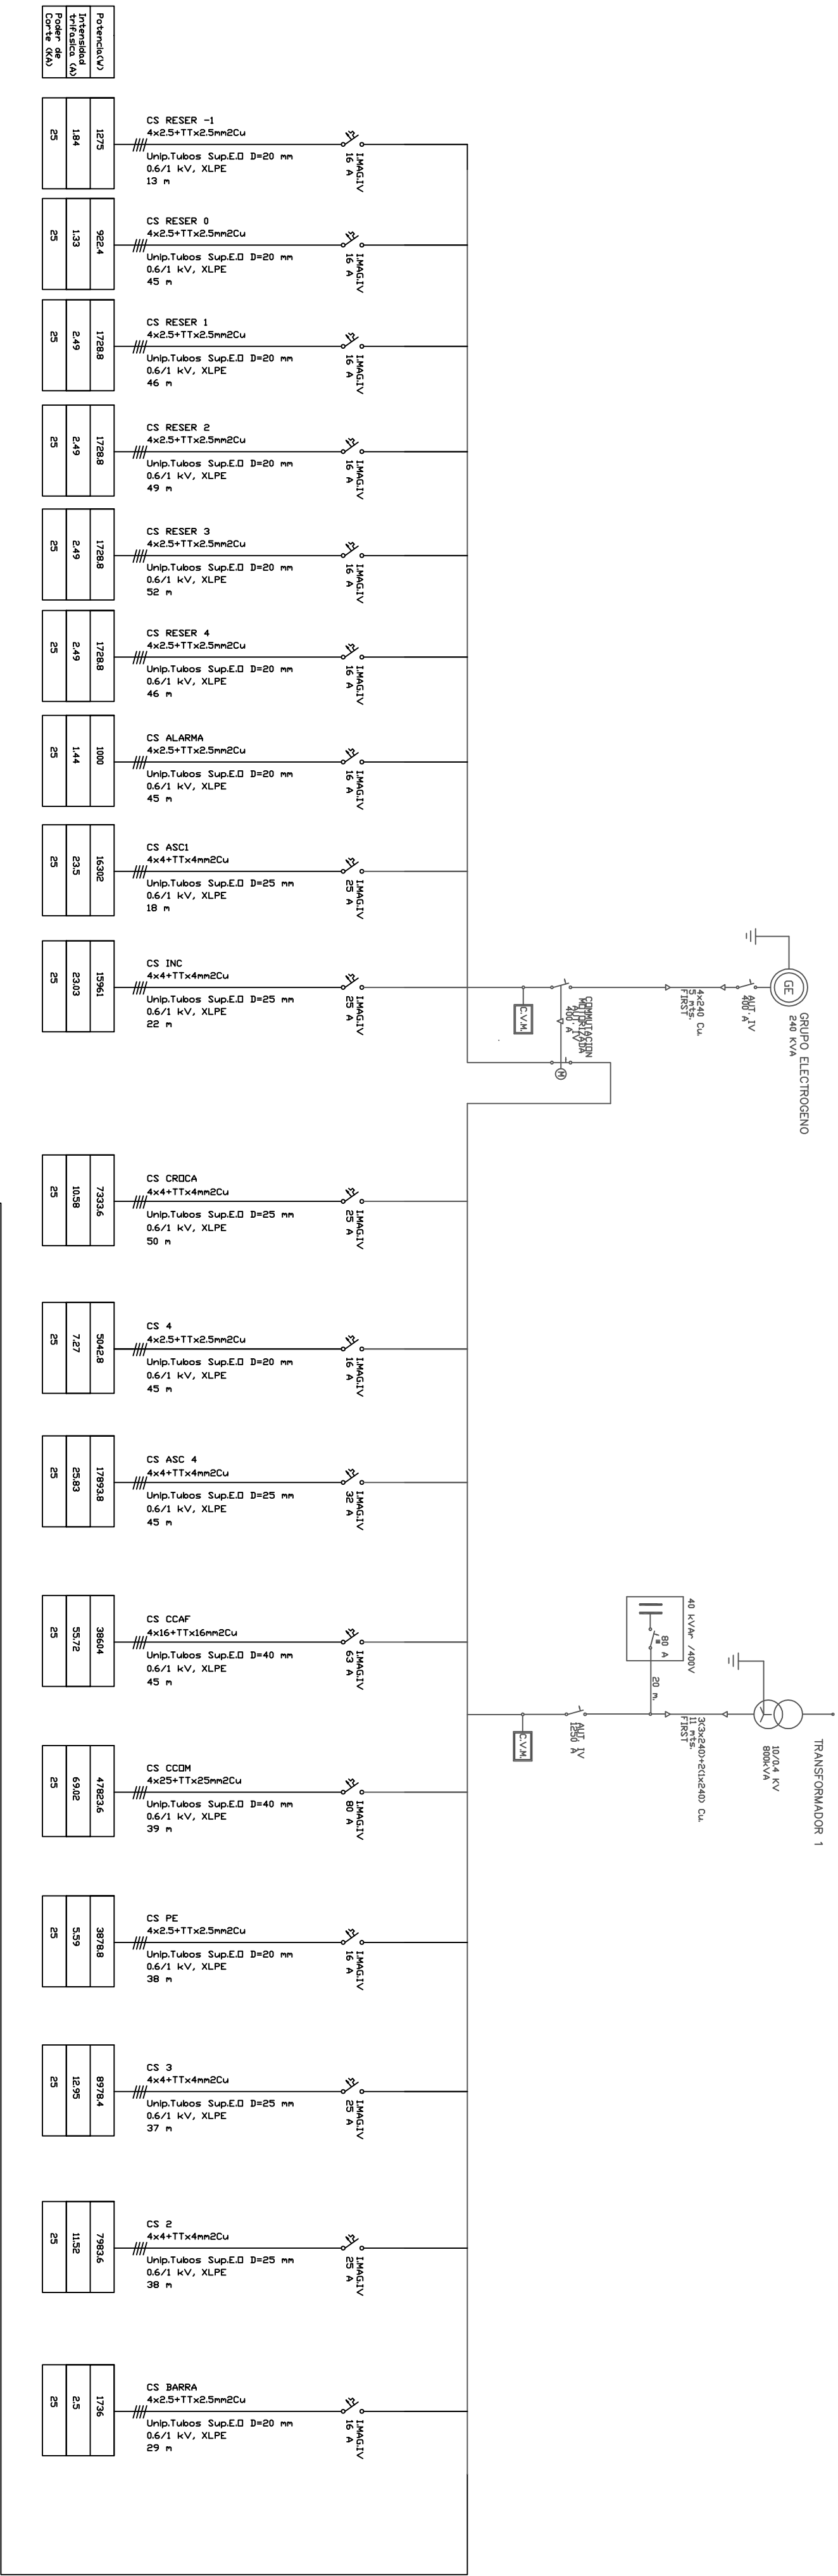 Potencia(W)
Intensidad
trifasica (A)
Poder de
Corte (KA)
CS RESER -1
4x2.5+TTx2.5mm2Cu
Unip.Tubos Sup.E.O D=20 mm
0.6/1 kV, XLPE
13 m
I.MAG.IV
16 A
1275
1.84
25
CS RESER 0
4x2.5+TTx2.5mm2Cu
Unip.Tubos Sup.E.O D=20 mm
0.6/1 kV, XLPE
45 m
I.MAG.IV
16 A
922.4
1.33
25
CS RESER 1
4x2.5+TTx2.5mm2Cu
Unip.Tubos Sup.E.O D=20 mm
0.6/1 kV, XLPE
46 m
I.MAG.IV
16 A
1728.8
2.49
25
CS RESER 2
4x2.5+TTx2.5mm2Cu
Unip.Tubos Sup.E.O D=20 mm
0.6/1 kV, XLPE
49 m
I.MAG.IV
16 A
1728.8
2.49
25
CS RESER 3
4x2.5+TTx2.5mm2Cu
Unip.Tubos Sup.E.O D=20 mm
0.6/1 kV, XLPE
52 m
I.MAG.IV
16 A
1728.8
2.49
25
CS RESER 4
4x2.5+TTx2.5mm2Cu
Unip.Tubos Sup.E.O D=20 mm
0.6/1 kV, XLPE
46 m
I.MAG.IV
16 A
1728.8
2.49
25
CS ALARMA
4x2.5+TTx2.5mm2Cu
Unip.Tubos Sup.E.O D=20 mm
0.6/1 kV, XLPE
45 m
I.MAG.IV
16 A
1000
1.44
25
CS ASC1
4x4+TTx4mm2Cu
Unip.Tubos Sup.E.O D=25 mm
0.6/1 kV, XLPE
18 m
I.MAG.IV
25 A
16302
23.5
25
CS INC
4x4+TTx4mm2Cu
Unip.Tubos Sup.E.O D=25 mm
0.6/1 kV, XLPE
22 m
I.MAG.IV
25 A
15961
23.03
25
GE
GRUPO ELECTROGENO
240 KVA
AUT. IV
400 A
4x240 Cu.
5 mts.
FIRST
COMMUTACION
MOTORIZADA
AUT. IV
400 A
M
C.V.M.
CS CROCA
4x4+TTx4mm2Cu
Unip.Tubos Sup.E.O D=25 mm
0.6/1 kV, XLPE
50 m
I.MAG.IV
25 A
7333.6
10.58
25
CS 4
4x2.5+TTx2.5mm2Cu
Unip.Tubos Sup.E.O D=20 mm
0.6/1 kV, XLPE
45 m
I.MAG.IV
16 A
5042.8
7.27
25
CS ASC 4
4x4+TTx4mm2Cu
Unip.Tubos Sup.E.O D=25 mm
0.6/1 kV, XLPE
45 m
I.MAG.IV
32 A
17893.8
25.83
25
CS CCAF
4x16+TTx16mm2Cu
Unip.Tubos Sup.E.O D=40 mm
0.6/1 kV, XLPE
45 m
I.MAG.IV
63 A
38604
55.72
25
TRANSFORMADOR 1
10/0.4 KV
800kVA
3(3x240)+2(1x240) Cu.
11 mts.
FIRST
40 kVAr /400V
80 A
20 m.
AUT. IV
1250 A
C.V.M.
CS CCOM
4x25+TTx25mm2Cu
Unip.Tubos Sup.E.O D=40 mm
0.6/1 kV, XLPE
39 m
I.MAG.IV
80 A
47823.6
69.02
25
CS PE
4x2.5+TTx2.5mm2Cu
Unip.Tubos Sup.E.O D=20 mm
0.6/1 kV, XLPE
38 m
I.MAG.IV
16 A
3878.8
5.59
25
CS 3
4x4+TTx4mm2Cu
Unip.Tubos Sup.E.O D=25 mm
0.6/1 kV, XLPE
37 m
I.MAG.IV
25 A
8978.4
12.95
25
CS 2
4x4+TTx4mm2Cu
Unip.Tubos Sup.E.O D=25 mm
0.6/1 kV, XLPE
38 m
I.MAG.IV
25 A
7983.6
11.52
25
CS BARRA
4x2.5+TTx2.5mm2Cu
Unip.Tubos Sup.E.O D=20 mm
0.6/1 kV, XLPE
29 m
I.MAG.IV
16 A
1736
2.5
25